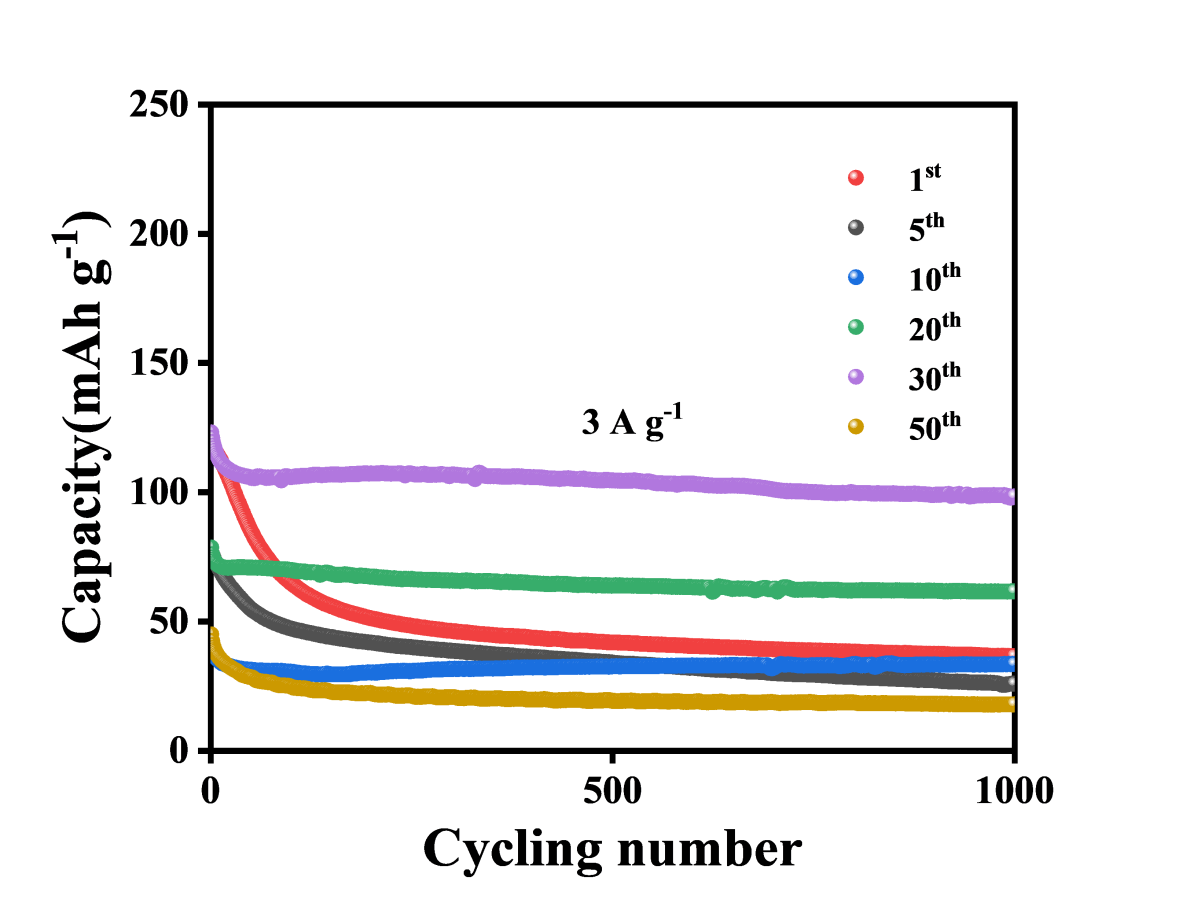 250
200
150
100
50
0
0 500 1000
Capacity(mAh g⁻¹)
Cycling number
3 A g⁻¹
1ˢᵗ
5ᵗʰ
10ᵗʰ
20ᵗʰ
30ᵗʰ
50ᵗʰ